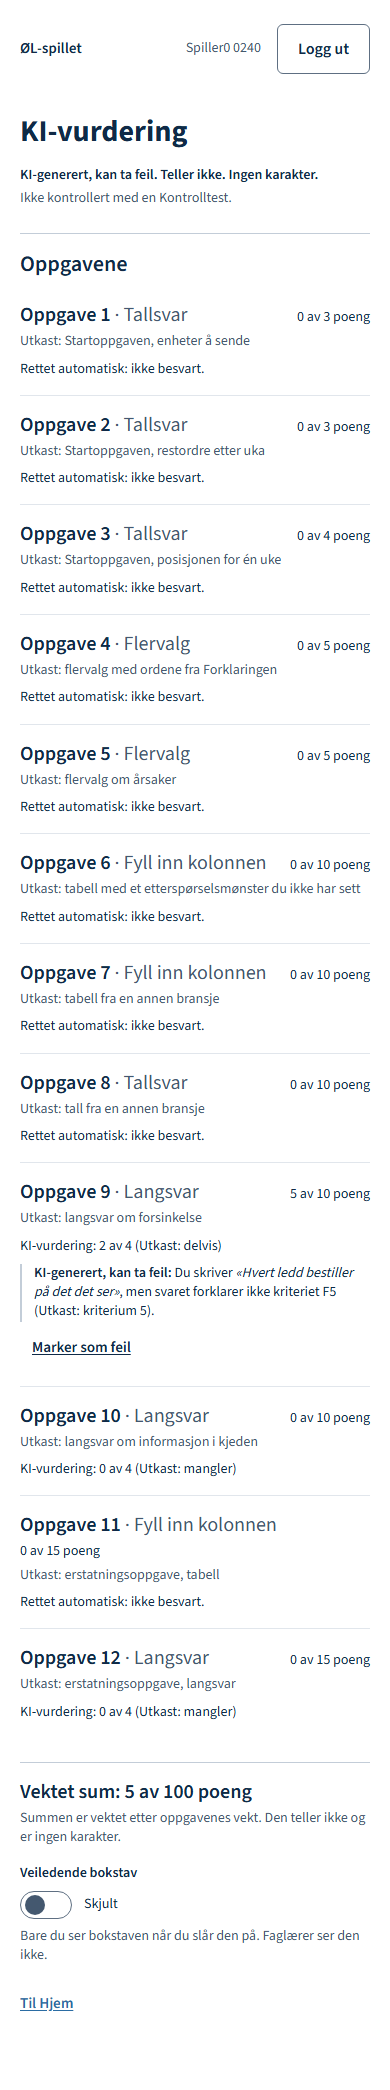 ØL-spillet
Spiller0 0240
Logg ut
KI-vurdering
KI-generert, kan ta feil. Teller ikke. Ingen karakter.
Ikke kontrollert med en Kontrolltest.
Oppgavene
Oppgave 1 · Tallsvar
0 av 3 poeng
Utkast: Startoppgaven, enheter å sende
Rettet automatisk: ikke besvart.
Oppgave 2 · Tallsvar
0 av 3 poeng
Utkast: Startoppgaven, restordre etter uka
Rettet automatisk: ikke besvart.
Oppgave 3 · Tallsvar
0 av 4 poeng
Utkast: Startoppgaven, posisjonen for én uke
Rettet automatisk: ikke besvart.
Oppgave 4 · Flervalg
0 av 5 poeng
Utkast: flervalg med ordene fra Forklaringen
Rettet automatisk: ikke besvart.
Oppgave 5 · Flervalg
0 av 5 poeng
Utkast: flervalg om årsaker
Rettet automatisk: ikke besvart.
Oppgave 6 · Fyll inn kolonnen
0 av 10 poeng
Utkast: tabell med et etterspørselsmønster du ikke har sett
Rettet automatisk: ikke besvart.
Oppgave 7 · Fyll inn kolonnen
0 av 10 poeng
Utkast: tabell fra en annen bransje
Rettet automatisk: ikke besvart.
Oppgave 8 · Tallsvar
0 av 10 poeng
Utkast: tall fra en annen bransje
Rettet automatisk: ikke besvart.
Oppgave 9 · Langsvar
5 av 10 poeng
Utkast: langsvar om forsinkelse
KI-vurdering: 2 av 4 (Utkast: delvis)
KI-generert, kan ta feil: Du skriver «Hvert ledd bestiller
på det det ser», men svaret forklarer ikke kriteriet F5
(Utkast: kriterium 5).
Marker som feil
Oppgave 10 · Langsvar
0 av 10 poeng
Utkast: langsvar om informasjon i kjeden
KI-vurdering: 0 av 4 (Utkast: mangler)
Oppgave 11 · Fyll inn kolonnen
0 av 15 poeng
Utkast: erstatningsoppgave, tabell
Rettet automatisk: ikke besvart.
Oppgave 12 · Langsvar
0 av 15 poeng
Utkast: erstatningsoppgave, langsvar
KI-vurdering: 0 av 4 (Utkast: mangler)
Vektet sum: 5 av 100 poeng
Summen er vektet etter oppgavenes vekt. Den teller ikke og
er ingen karakter.
Veiledende bokstav
Skjult
Bare du ser bokstaven når du slår den på. Faglærer ser den
ikke.
Til Hjem